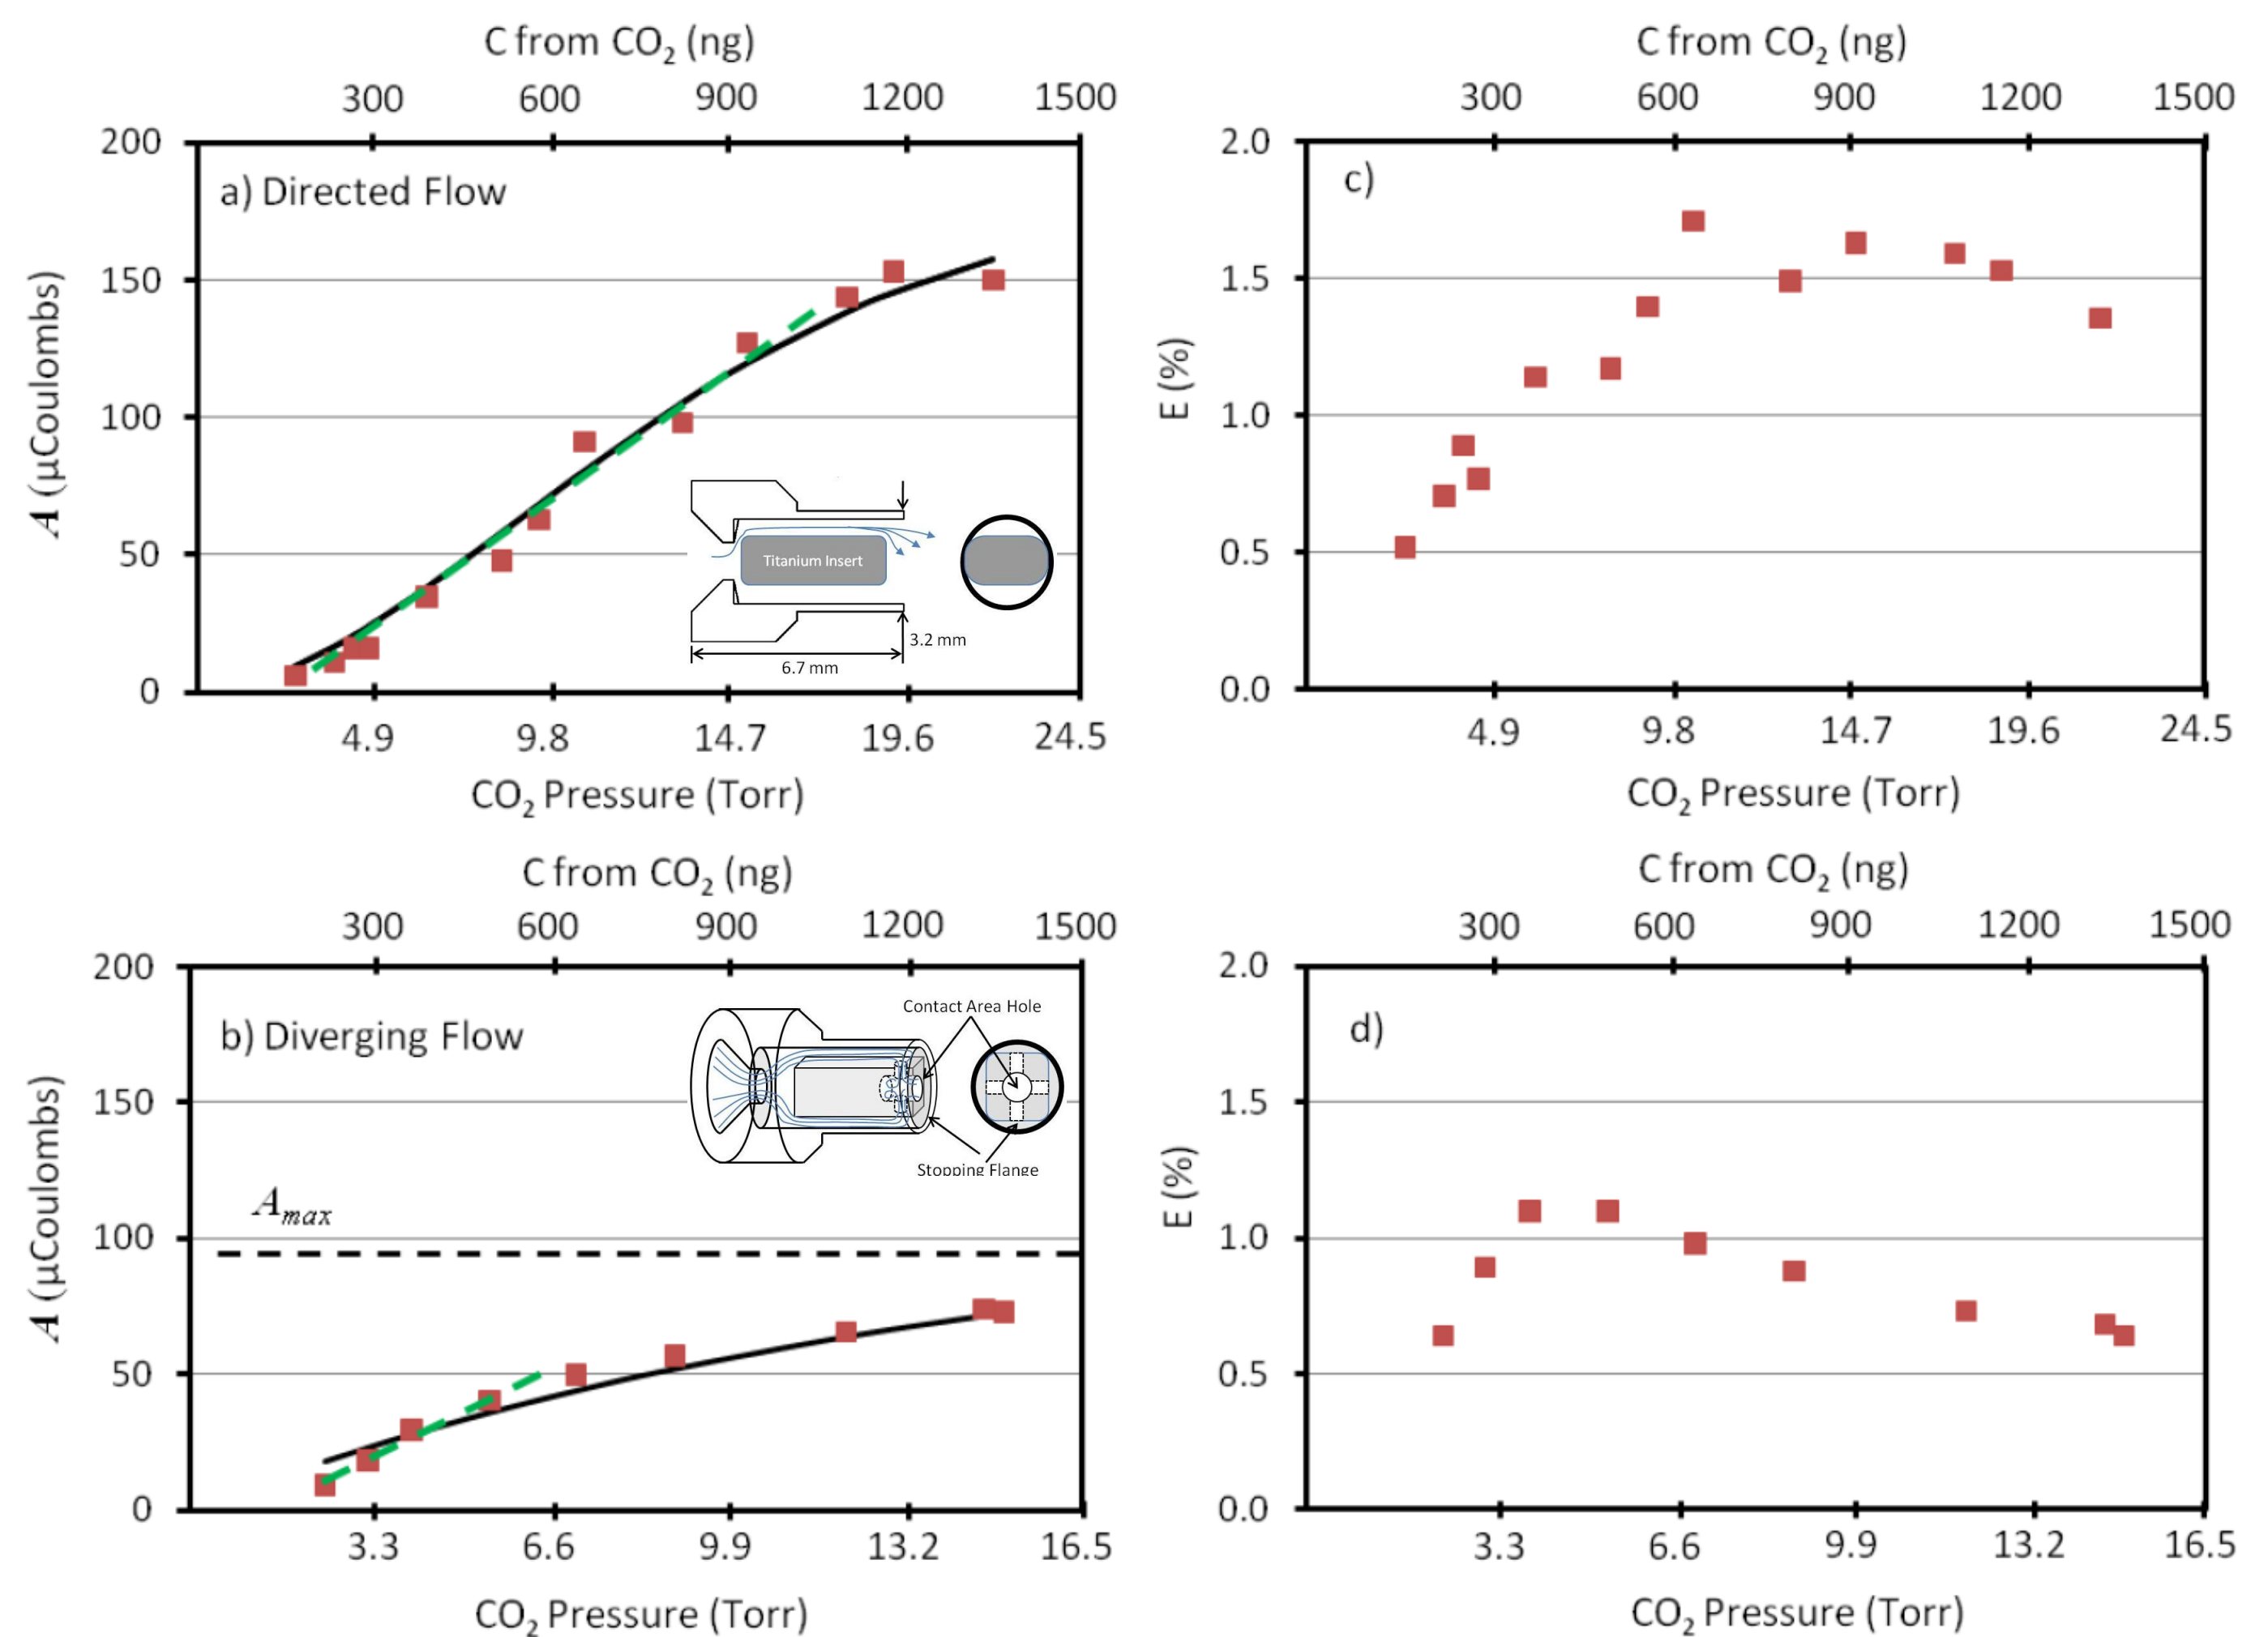 C from CO₂ (ng)
300 600 900 1200 1500
200
150
100
50
0
A (µCoulombs)
a) Directed Flow
Titanium Insert
3.2 mm
6.7 mm
4.9 9.8 14.7 19.6 24.5
CO₂ Pressure (Torr)
C from CO₂ (ng)
300 600 900 1200 1500
2.0
1.5
1.0
0.5
0.0
E (%)
c)
4.9 9.8 14.7 19.6 24.5
CO₂ Pressure (Torr)
C from CO₂ (ng)
300 600 900 1200 1500
200
150
100
50
0
A (µCoulombs)
b) Diverging Flow
Contact Area Hole
Stopping Flange
Amax
3.3 6.6 9.9 13.2 16.5
CO₂ Pressure (Torr)
C from CO₂ (ng)
300 600 900 1200 1500
2.0
1.5
1.0
0.5
0.0
E (%)
d)
3.3 6.6 9.9 13.2 16.5
CO₂ Pressure (Torr)